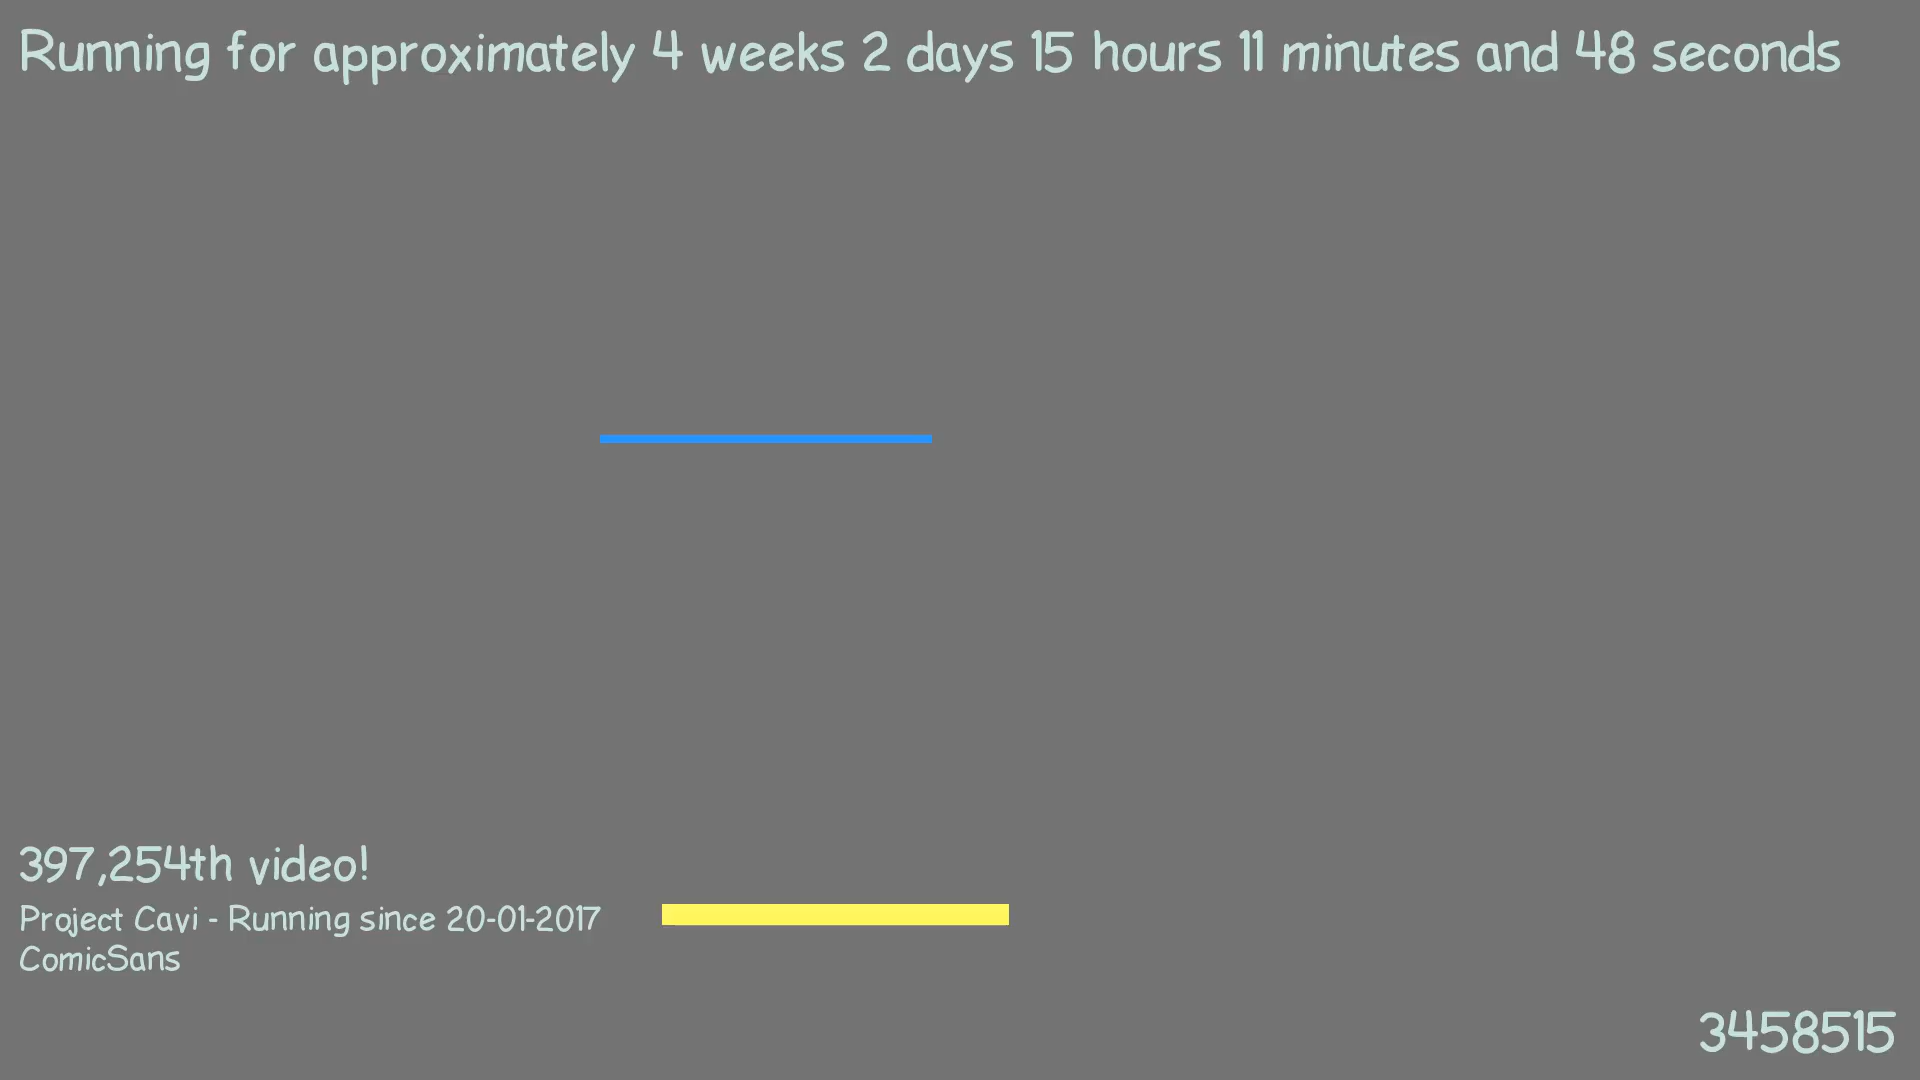 Running for approximately 4 weeks 2 days 15 hours 11 minutes and 48 seconds
397,254th video!
Project Cavi - Running since 20-01-2017
ComicSans
3458515